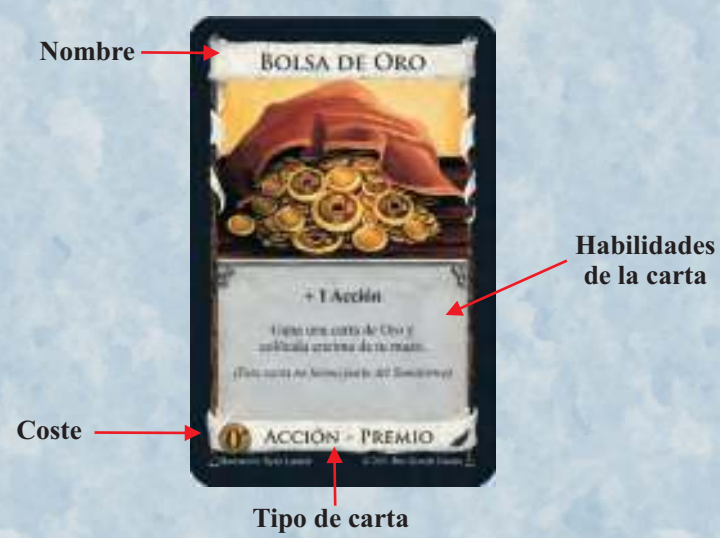 Nombre
BOLSA DE ORO
Habilidades
de la carta
+ 1 Acción
Gana una carta de Oro y
colócala encima de tu mazo.
(Esta carta no forma parte del Suministro)
Coste
0*
ACCIÓN - PREMIO
Tipo de carta